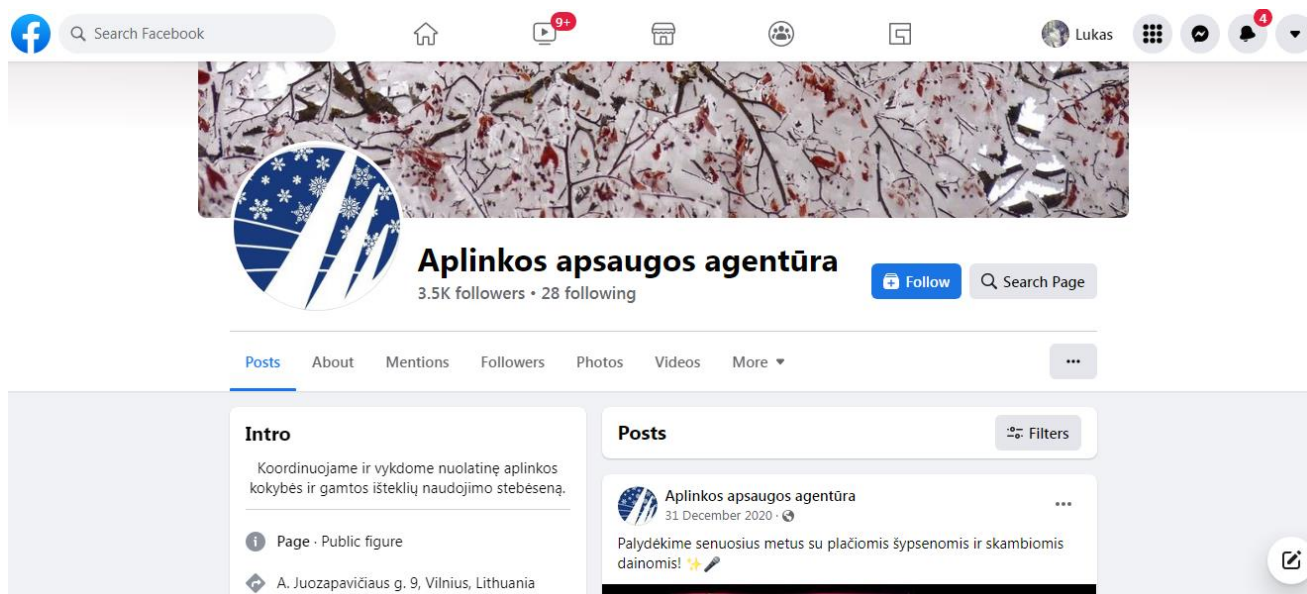 Search Facebook
9+
Lukas
4
Aplinkos apsaugos agentūra
3.5K followers • 28 following
Follow
Search Page
Posts About Mentions Followers Photos Videos More
Intro
Koordinuojame ir vykdome nuolatinę aplinkos
kokybės ir gamtos išteklių naudojimo stebėseną.
Page · Public figure
A. Juozapavičiaus g. 9, Vilnius, Lithuania
Posts
Filters
Aplinkos apsaugos agentūra
31 December 2020 ·
Palydėkime senuosius metus su plačiomis šypsenomis ir skambiomis
dainomis! ✨🎤